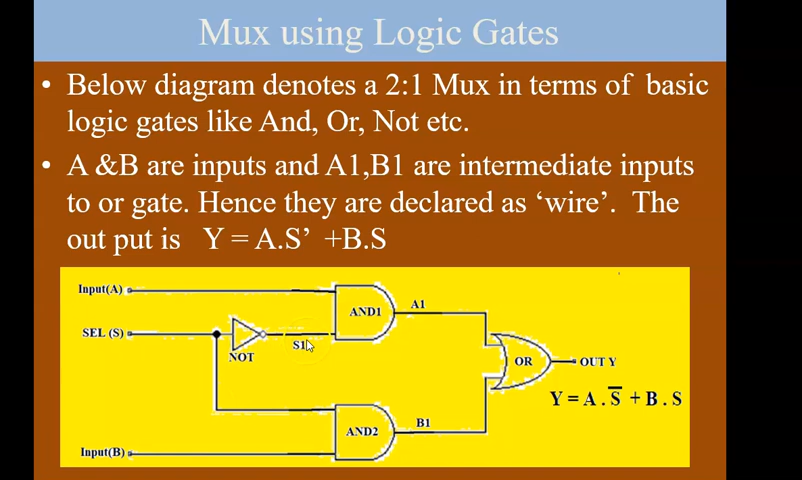 Mux using Logic Gates
• Below diagram denotes a 2:1 Mux in terms of basic
logic gates like And, Or, Not etc.
• A &B are inputs and A1,B1 are intermediate inputs
to or gate. Hence they are declared as ‘wire’. The
out put is Y = A.S’ +B.S
Input(A)
A1
AND1
SEL (S)
S1
NOT
OR
OUT Y
Y = A . S̅ + B . S
B1
AND2
Input(B)